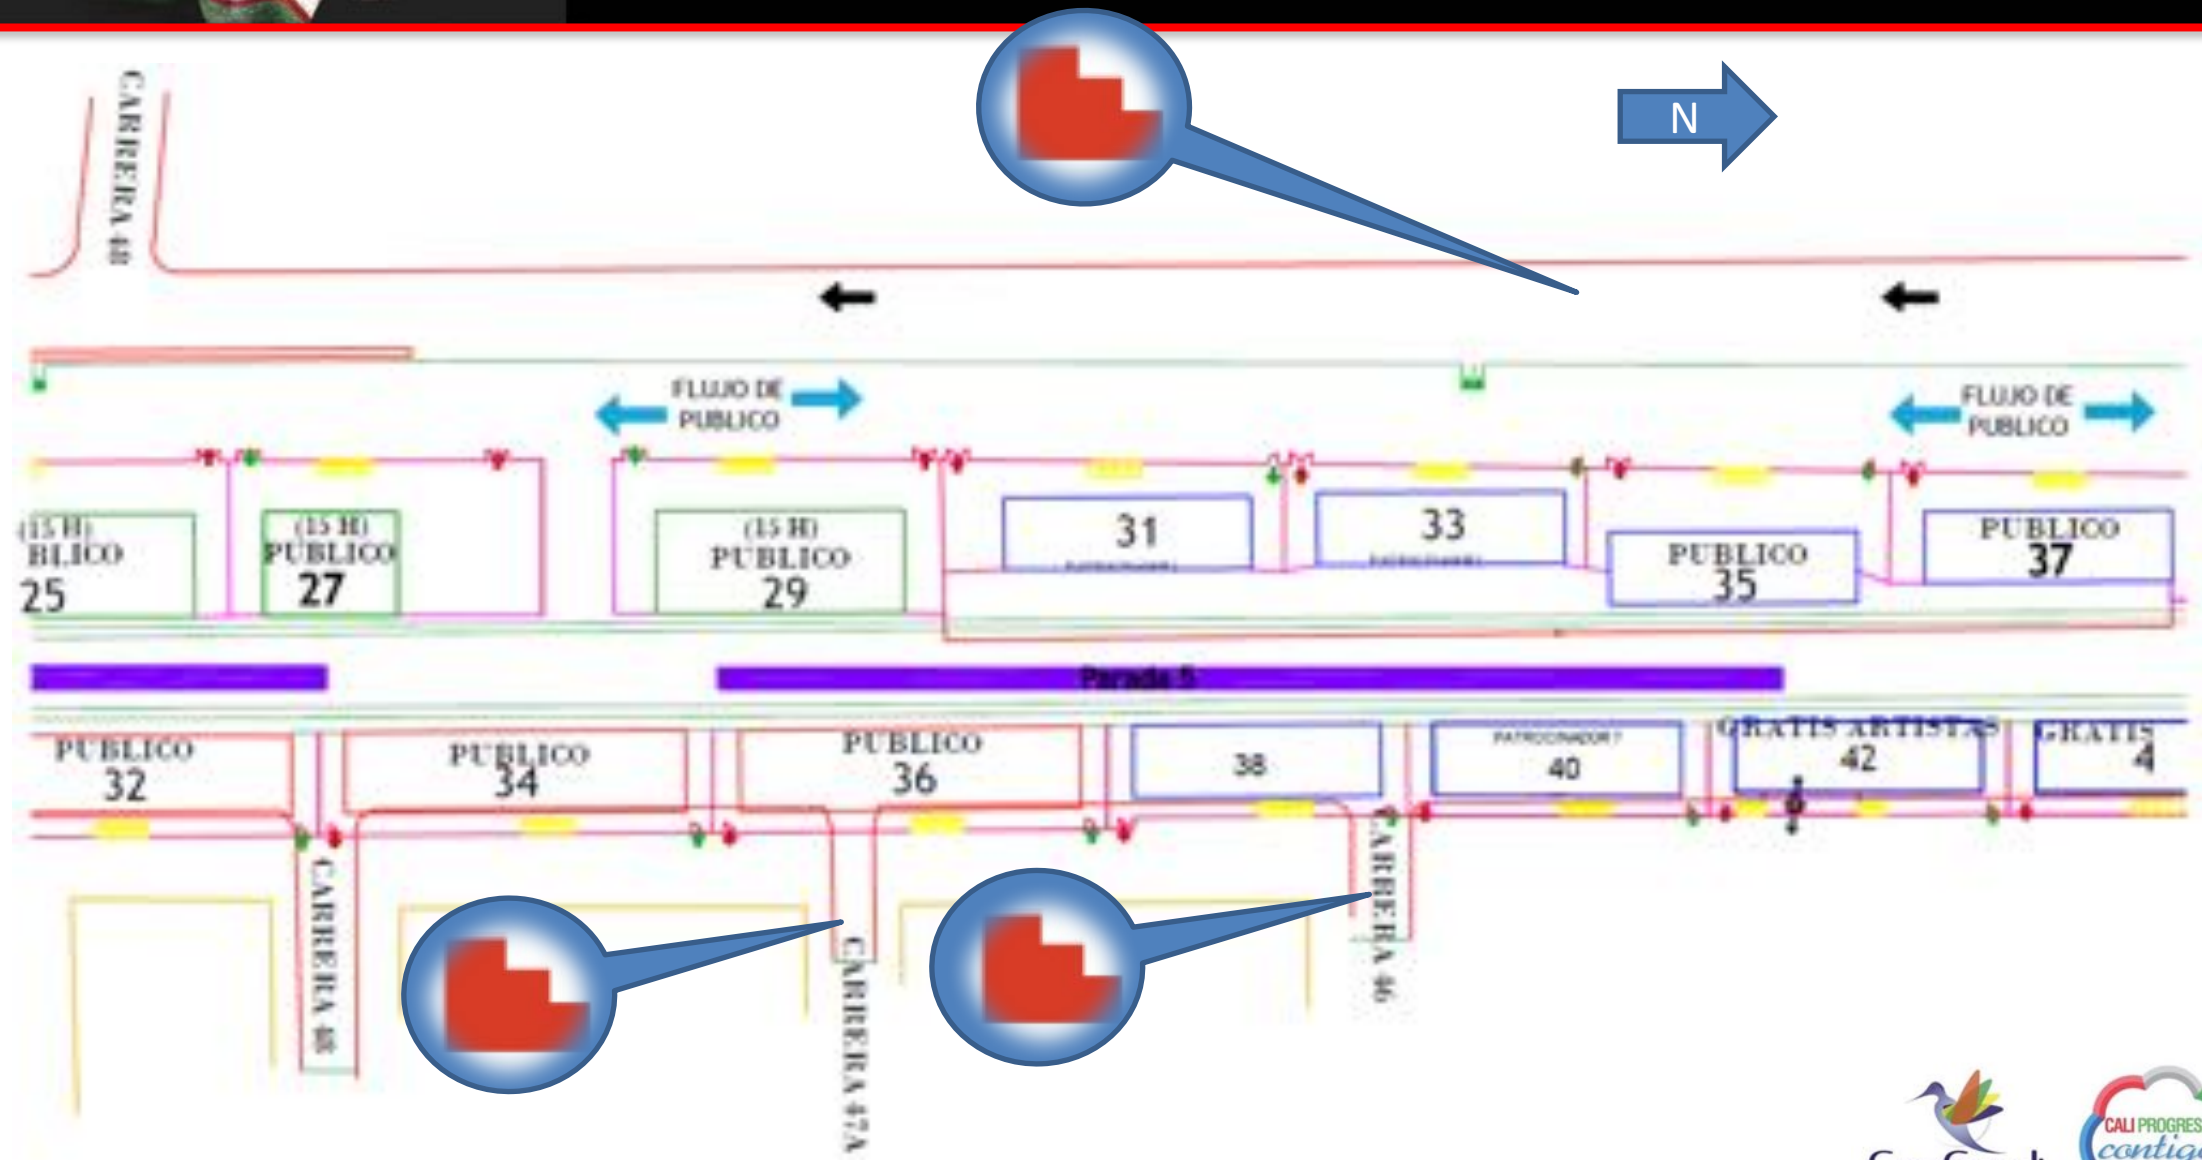 CARRERA 48
N
FLUJO DE
PUBLICO
FLUJO DE
PUBLICO
(15 H)
BLICO
25
(15 H)
PUBLICO
27
(15 H)
PUBLICO
29
31
33
PUBLICO
35
PUBLICO
37
Parada 5
PUBLICO
32
PUBLICO
34
PUBLICO
36
38
PATROCINADOR
40
GRATIS ARTISTAS
42
GRATIS
4
CARRERA 48
CARRERA 47A
CARRERA 46
CALI PROGRES
contig